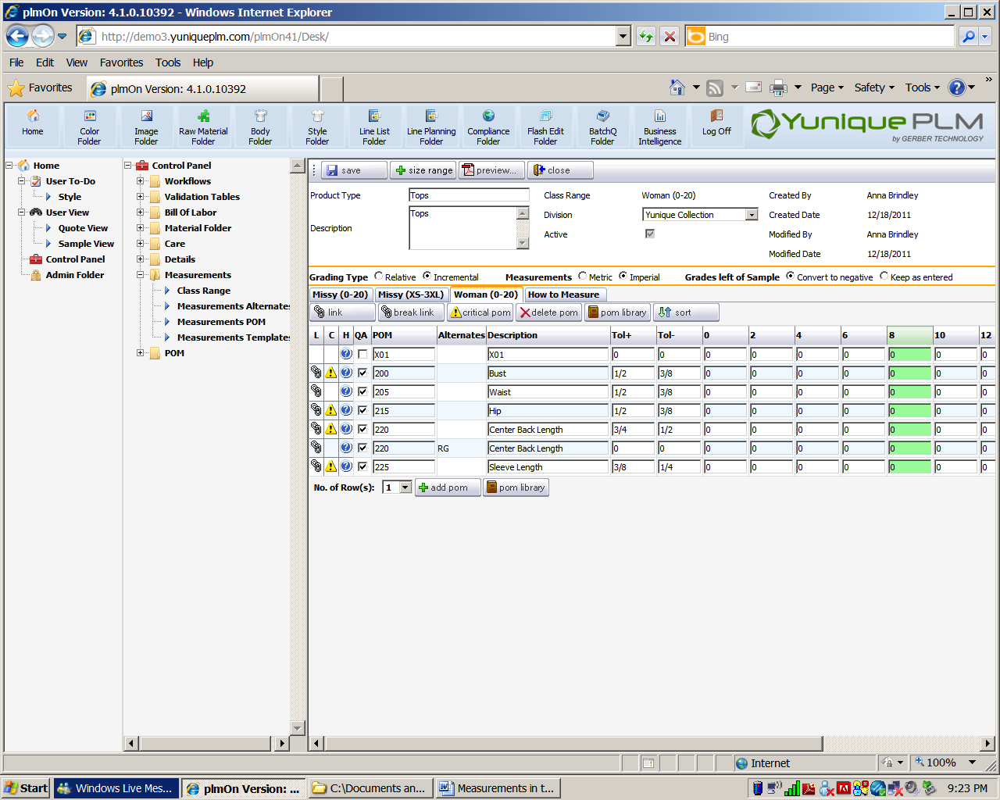 plmOn Version: 4.1.0.10392 - Windows Internet Explorer
http://demo3.yuniqueplm.com/plmOn41/Desk/
Bing
File Edit View Favorites Tools Help
Favorites plmOn Version: 4.1.0.10392 Page Safety Tools »
Home Color Folder Image Folder Raw Material Folder Body Folder Style Folder Line List Folder Line Planning Folder Compliance Folder Flash Edit Folder BatchQ Folder Business Intelligence Log Off
YuniquePLM
by GERBER TECHNOLOGY
Home
User To-Do
Style
User View
Quote View
Sample View
Control Panel
Admin Folder
Control Panel
Workflows
Validation Tables
Bill Of Labor
Material Folder
Care
Details
Measurements
Class Range
Measurements Alternates
Measurements POM
Measurements Templates
POM
save size range preview... close
Product Type Tops Class Range Woman (0-20) Created By Anna Brindley
Description Tops Division Yunique Collection Created Date 12/18/2011
Active Modified By Anna Brindley
Modified Date 12/18/2011
Grading Type Relative Incremental Measurements Metric Imperial Grades left of Sample Convert to negative Keep as entered
Missy (0-20) Missy (XS-3XL) Woman (0-20) How to Measure
link break link critical pom delete pom pom library sort
L C H QA POM Alternates Description Tol+ Tol- 0 2 4 6 8 10 12
X01 X01 0 0 0 0 0 0 0 0 0
200 Bust 1/2 3/8 0 0 0 0 0 0 0
205 Waist 1/2 3/8 0 0 0 0 0 0 0
215 Hip 1/2 3/8 0 0 0 0 0 0 0
220 Center Back Length 3/4 1/2 0 0 0 0 0 0 0
220 RG Center Back Length 0 0 0 0 0 0 0 0 0
225 Sleeve Length 3/8 1/4 0 0 0 0 0 0 0
No. of Row(s): 1 add pom pom library
Internet 100%
Start Windows Live Mes... plmOn Version: ... C:\Documents an... Measurements in t... 9:23 PM